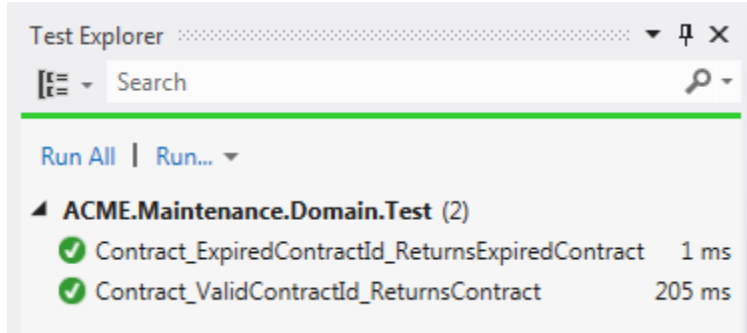 Test Explorer
Search
Run All | Run...
ACME.Maintenance.Domain.Test (2)
Contract_ExpiredContractId_ReturnsExpiredContract 1 ms
Contract_ValidContractId_ReturnsContract 205 ms